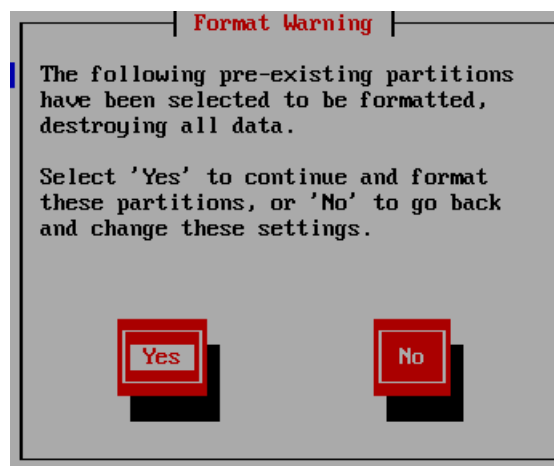 Format Warning
The following pre-existing partitions
have been selected to be formatted,
destroying all data.
Select 'Yes' to continue and format
these partitions, or 'No' to go back
and change these settings.
Yes
No